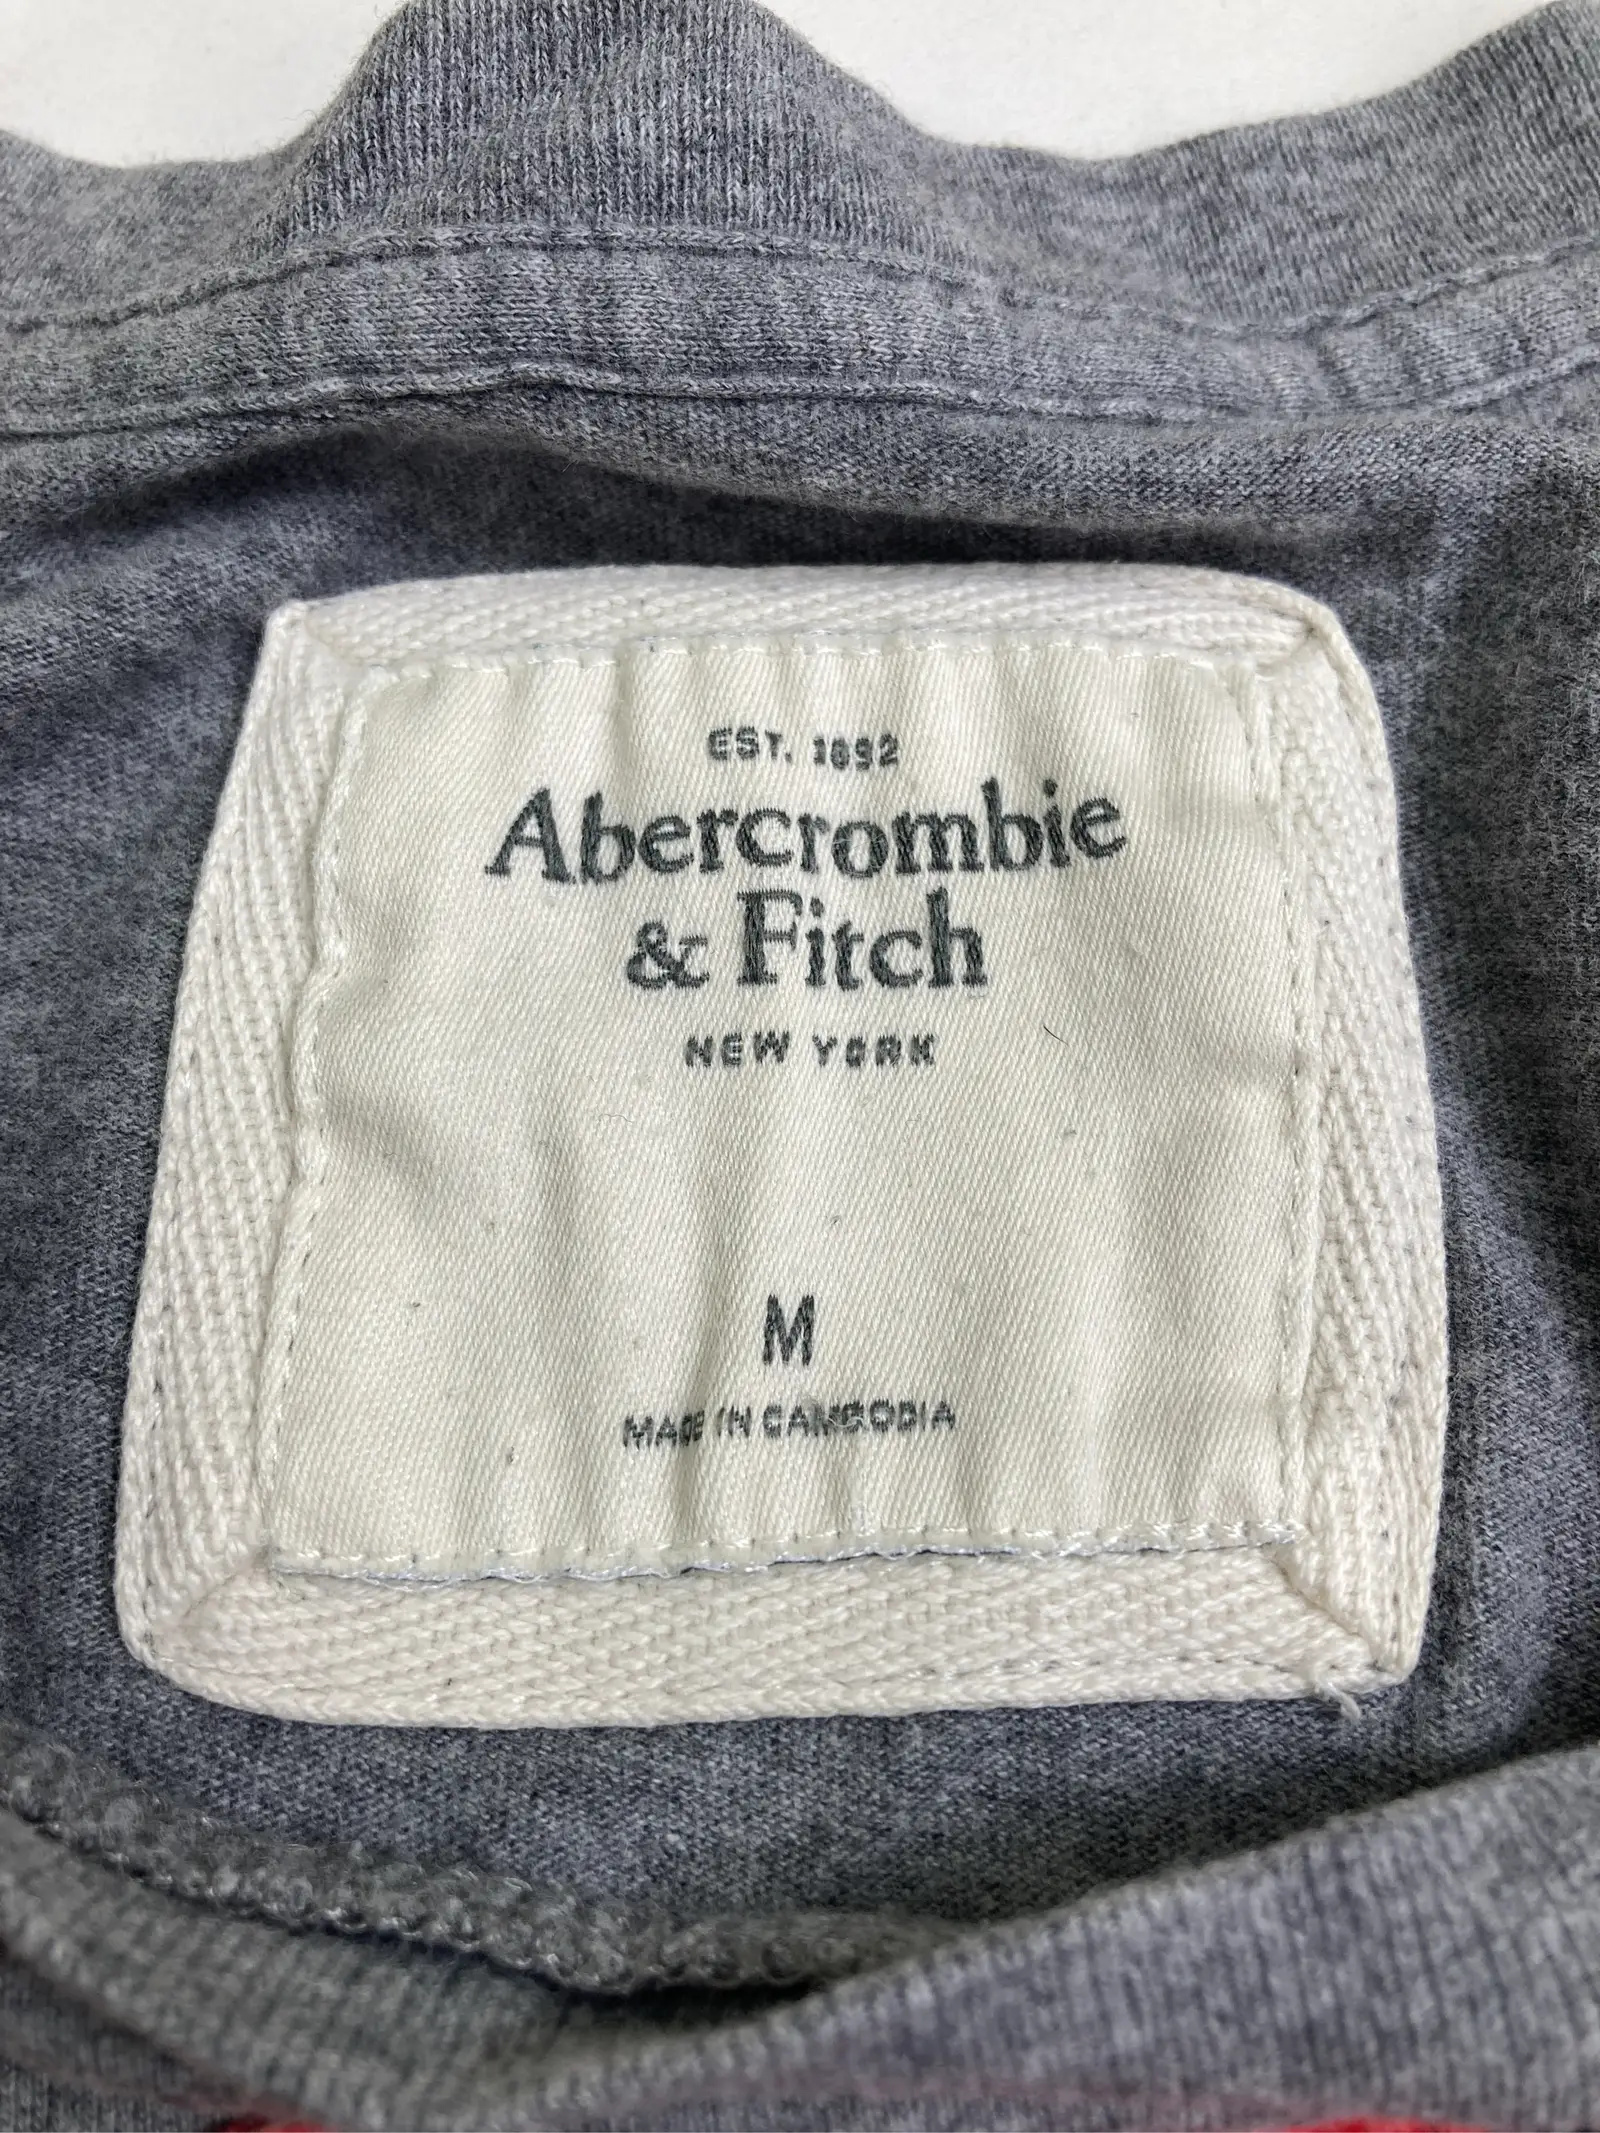 EST. 1892
Abercrombie
& Fitch
NEW YORK
M
MADE IN CAMBODIA